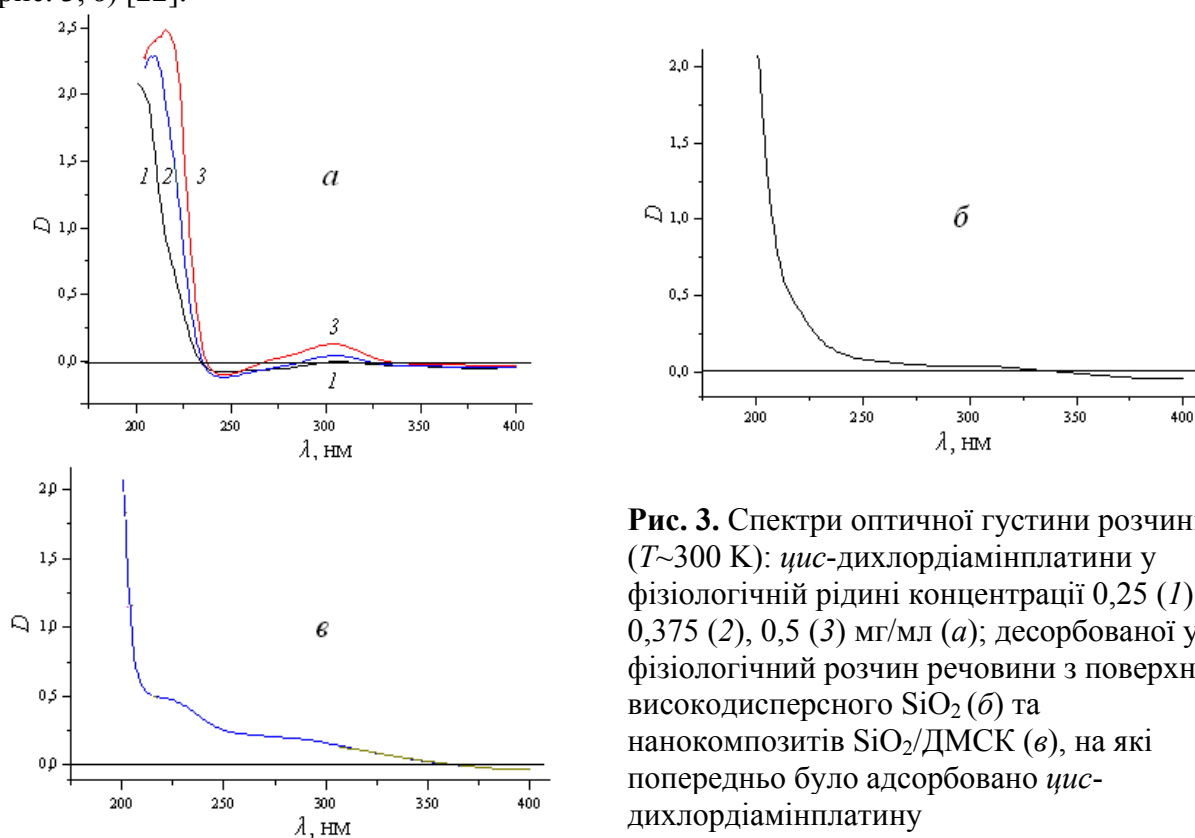 рис. 3, б) [22].
2,5
2,0
1,5
1,0
0,5
0,0
D
1 2 3
а
3
1
200 250 300 350 400
λ, нм
2,0
1,5
1,0
0,5
0,0
D
б
200 250 300 350 400
λ, нм
2,0
1,5
1,0
0,5
0,0
D
в
200 250 300 350 400
λ, нм
Рис. 3. Спектри оптичної густини розчин
(T~300 K): цис-дихлордіамінплатини у
фізіологічній рідині концентрації 0,25 (1)
0,375 (2), 0,5 (3) мг/мл (а); десорбованої у
фізіологічний розчин речовини з поверхн
високодисперсного SiO₂ (б) та
нанокомпозитів SiO₂/ДМСК (в), на які
попередньо було адсорбовано цис-
дихлордіамінплатину